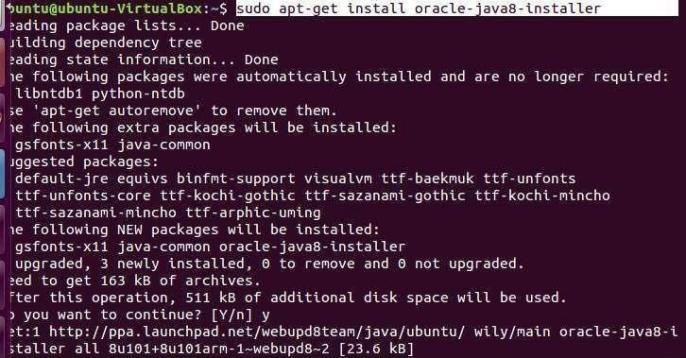 buntu@ubuntu-VirtualBox:~$ sudo apt-get install oracle-java8-installer
eading package lists... Done
uilding dependency tree
eading state information... Done
he following packages were automatically installed and are no longer required:
libntdb1 python-ntdb
se 'apt-get autoremove' to remove them.
he following extra packages will be installed:
gsfonts-x11 java-common
uggested packages:
default-jre equivs binfmt-support visualvm ttf-baekmuk ttf-unfonts
ttf-unfonts-core ttf-kochi-gothic ttf-sazanami-gothic ttf-kochi-mincho
ttf-sazanami-mincho ttf-arphic-uming
he following NEW packages will be installed:
gsfonts-x11 java-common oracle-java8-installer
upgraded, 3 newly installed, 0 to remove and 0 not upgraded.
eed to get 163 kB of archives.
fter this operation, 511 kB of additional disk space will be used.
o you want to continue? [Y/n] y
et:1 http://ppa.launchpad.net/webupd8team/java/ubuntu/ wily/main oracle-java8-i
staller all 8u101+8u101arm-1~webupd8~2 [23.6 kB]